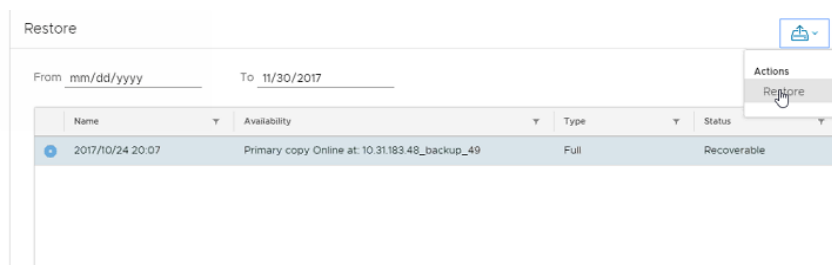 Restore
From mm/dd/yyyy To 11/30/2017
Actions
Restore
Name Availability Type Status
2017/10/24 20:07 Primary copy Online at: 10.31.183.48_backup_49 Full Recoverable